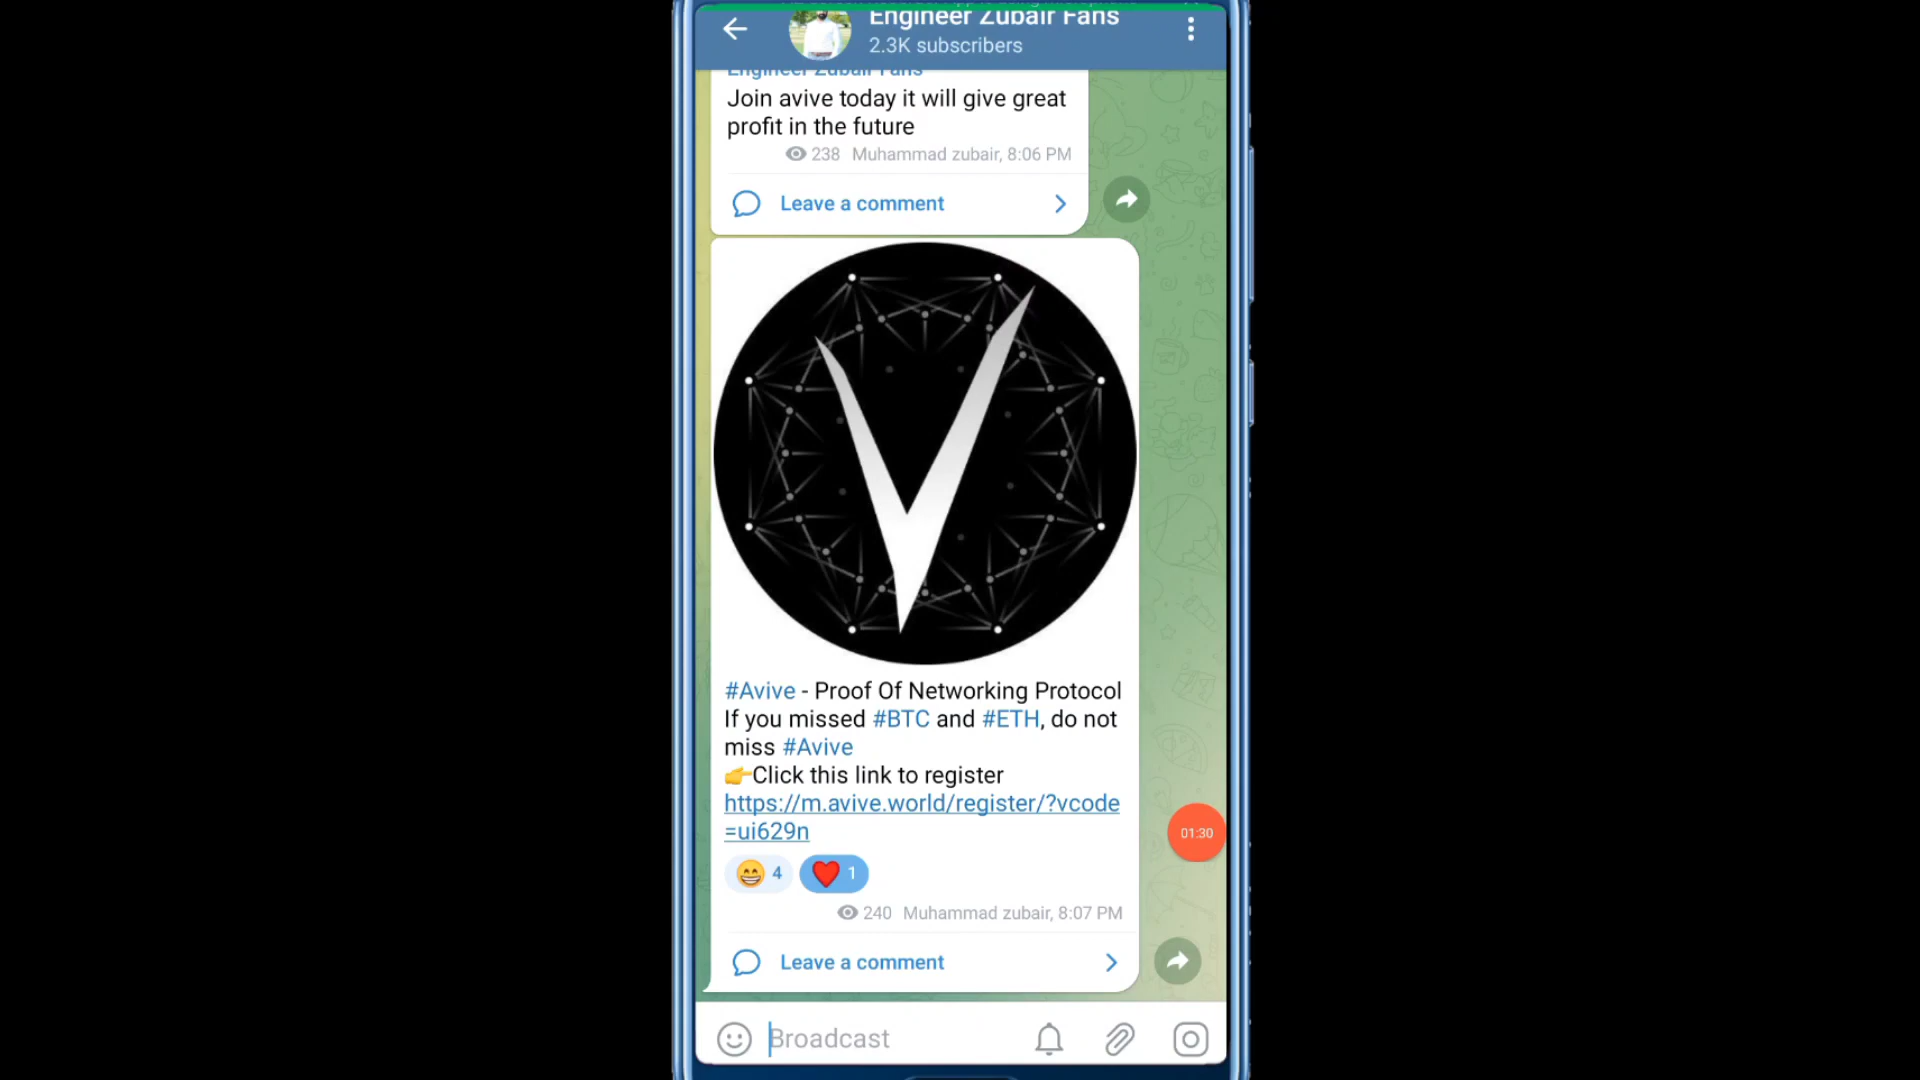 Engineer Zubair Fans
2.3K subscribers
Engineer Zubair Fans
Join avive today it will give great
profit in the future
238 Muhammad zubair, 8:06 PM
Leave a comment
#Avive - Proof Of Networking Protocol
If you missed #BTC and #ETH, do not
miss #Avive
👉Click this link to register
https://m.avive.world/register/?vcode
=ui629n
😁 4 ❤️ 1
240 Muhammad zubair, 8:07 PM
01:30
Leave a comment
Broadcast